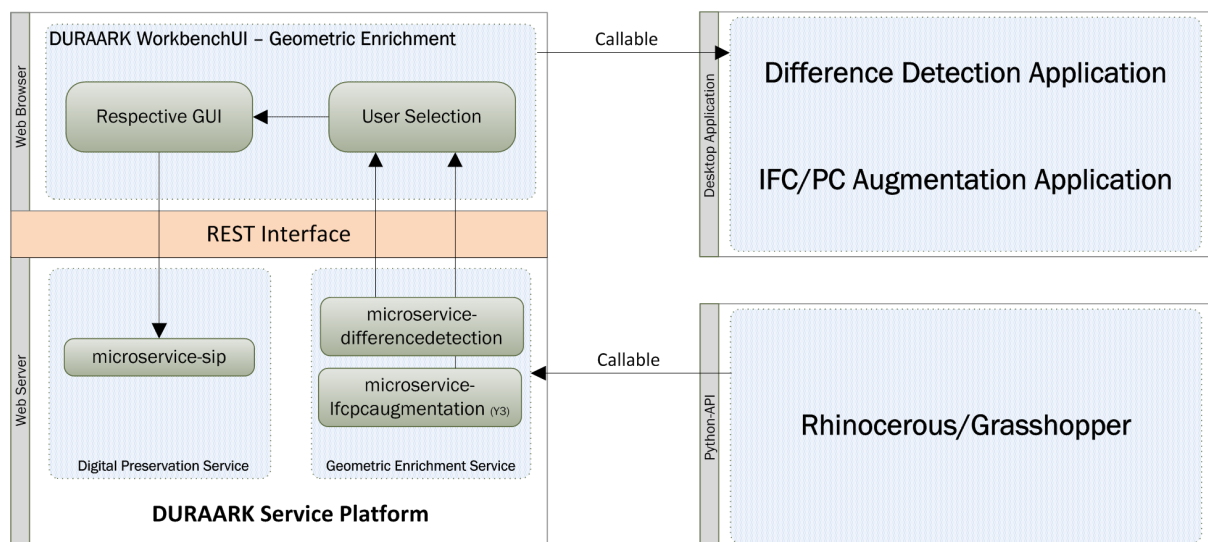 DURAARK WorkbenchUI – Geometric Enrichment
Web Browser
Respective GUI
User Selection
REST Interface
Web Server
microservice-
differencedetection
microservice-sip
microservice-
Ifcpcaugmentation (Y3)
Digital Preservation Service
Geometric Enrichment Service
DURAARK Service Platform
Callable
Desktop Application
Difference Detection Application
IFC/PC Augmentation Application
Callable
Python-API
Rhinocerous/Grasshopper